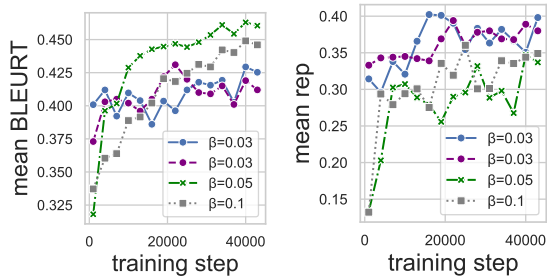 mean BLEURT
0.450
0.425
0.400
0.375
0.350
0.325
β=0.03
β=0.03
β=0.05
β=0.1
0 20000 40000
training step
mean rep
0.40
0.35
0.30
0.25
0.20
0.15
β=0.03
β=0.03
β=0.05
β=0.1
0 20000 40000
training step